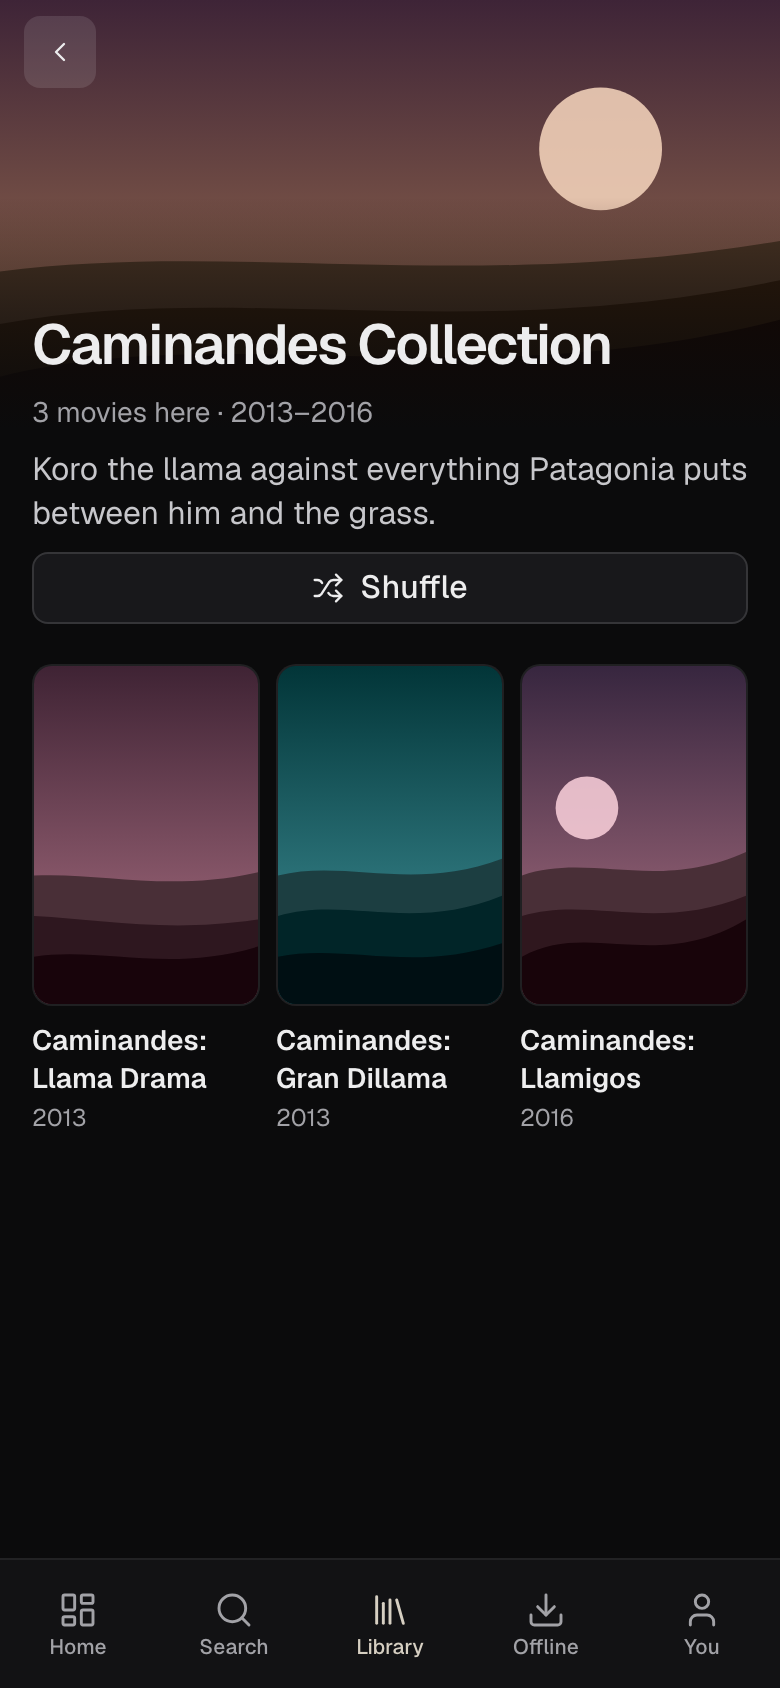 Caminandes Collection
3 movies here · 2013–2016
Koro the llama against everything Patagonia puts
between him and the grass.
Shuffle
Caminandes:
Llama Drama
2013
Caminandes:
Gran Dillama
2013
Caminandes:
Llamigos
2016
Home
Search
Library
Offline
You